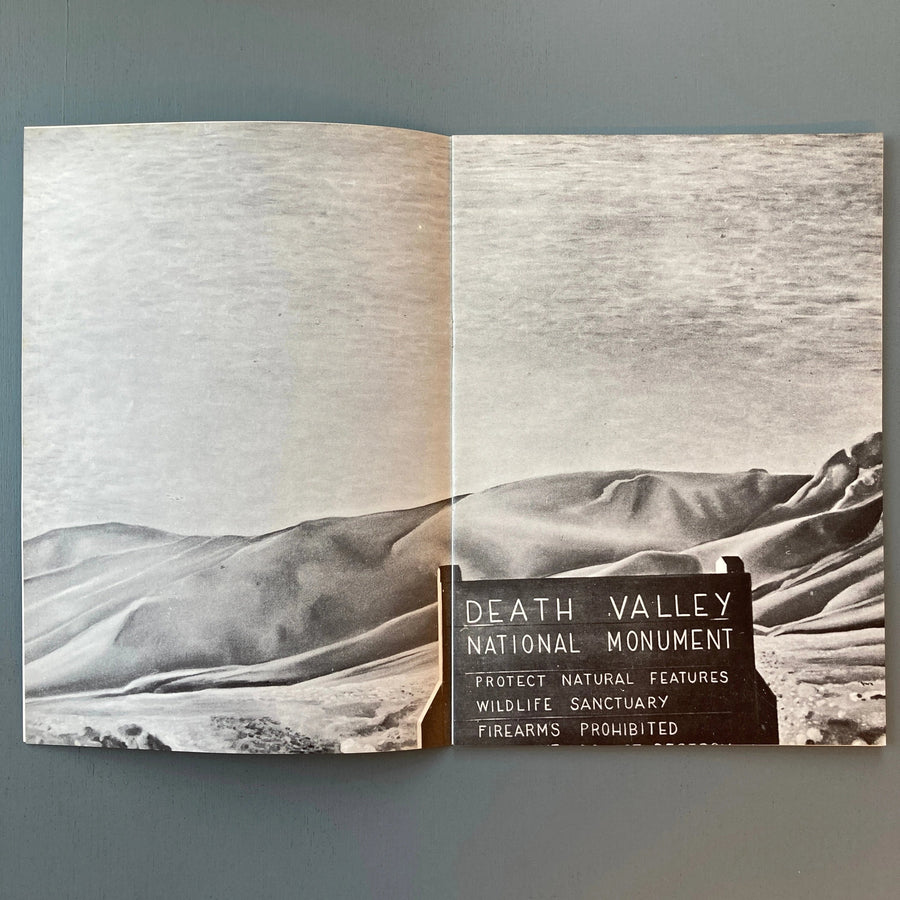 DEATH VALLEY
NATIONAL MONUMENT
PROTECT NATURAL FEATURES
WILDLIFE SANCTUARY
FIREARMS PROHIBITED